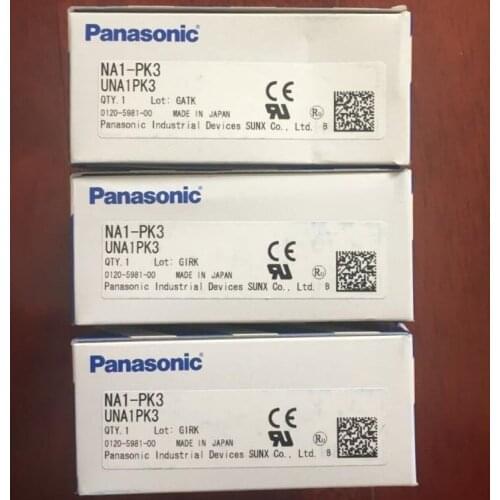 Panasonic®
NA1-PK3
UNA1PK3
QTY.1 Lot: GATK
0120-5981-00 MADE IN JAPAN
Panasonic Industrial Devices SUNX Co., Ltd. B
CE
Panasonic®
NA1-PK3
UNA1PK3
QTY.1 Lot: GIRK
0120-5981-00 MADE IN JAPAN
Panasonic Industrial Devices SUNX Co., Ltd. B
CE
Panasonic®
NA1-PK3
UNA1PK3
QTY.1 Lot: GIRK
0120-5981-00 MADE IN JAPAN
Panasonic Industrial Devices SUNX Co., Ltd. B
CE